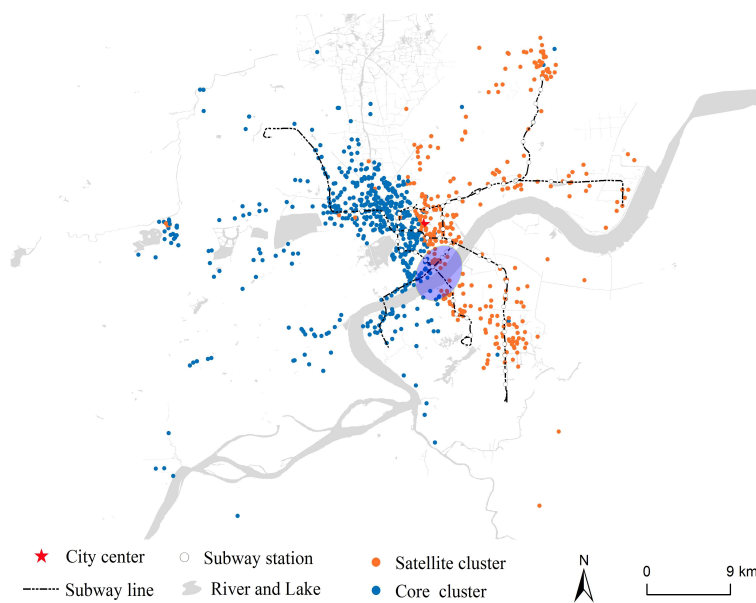 City center
Subway station
Satellite cluster
Subway line
River and Lake
Core cluster
N
0 9 km